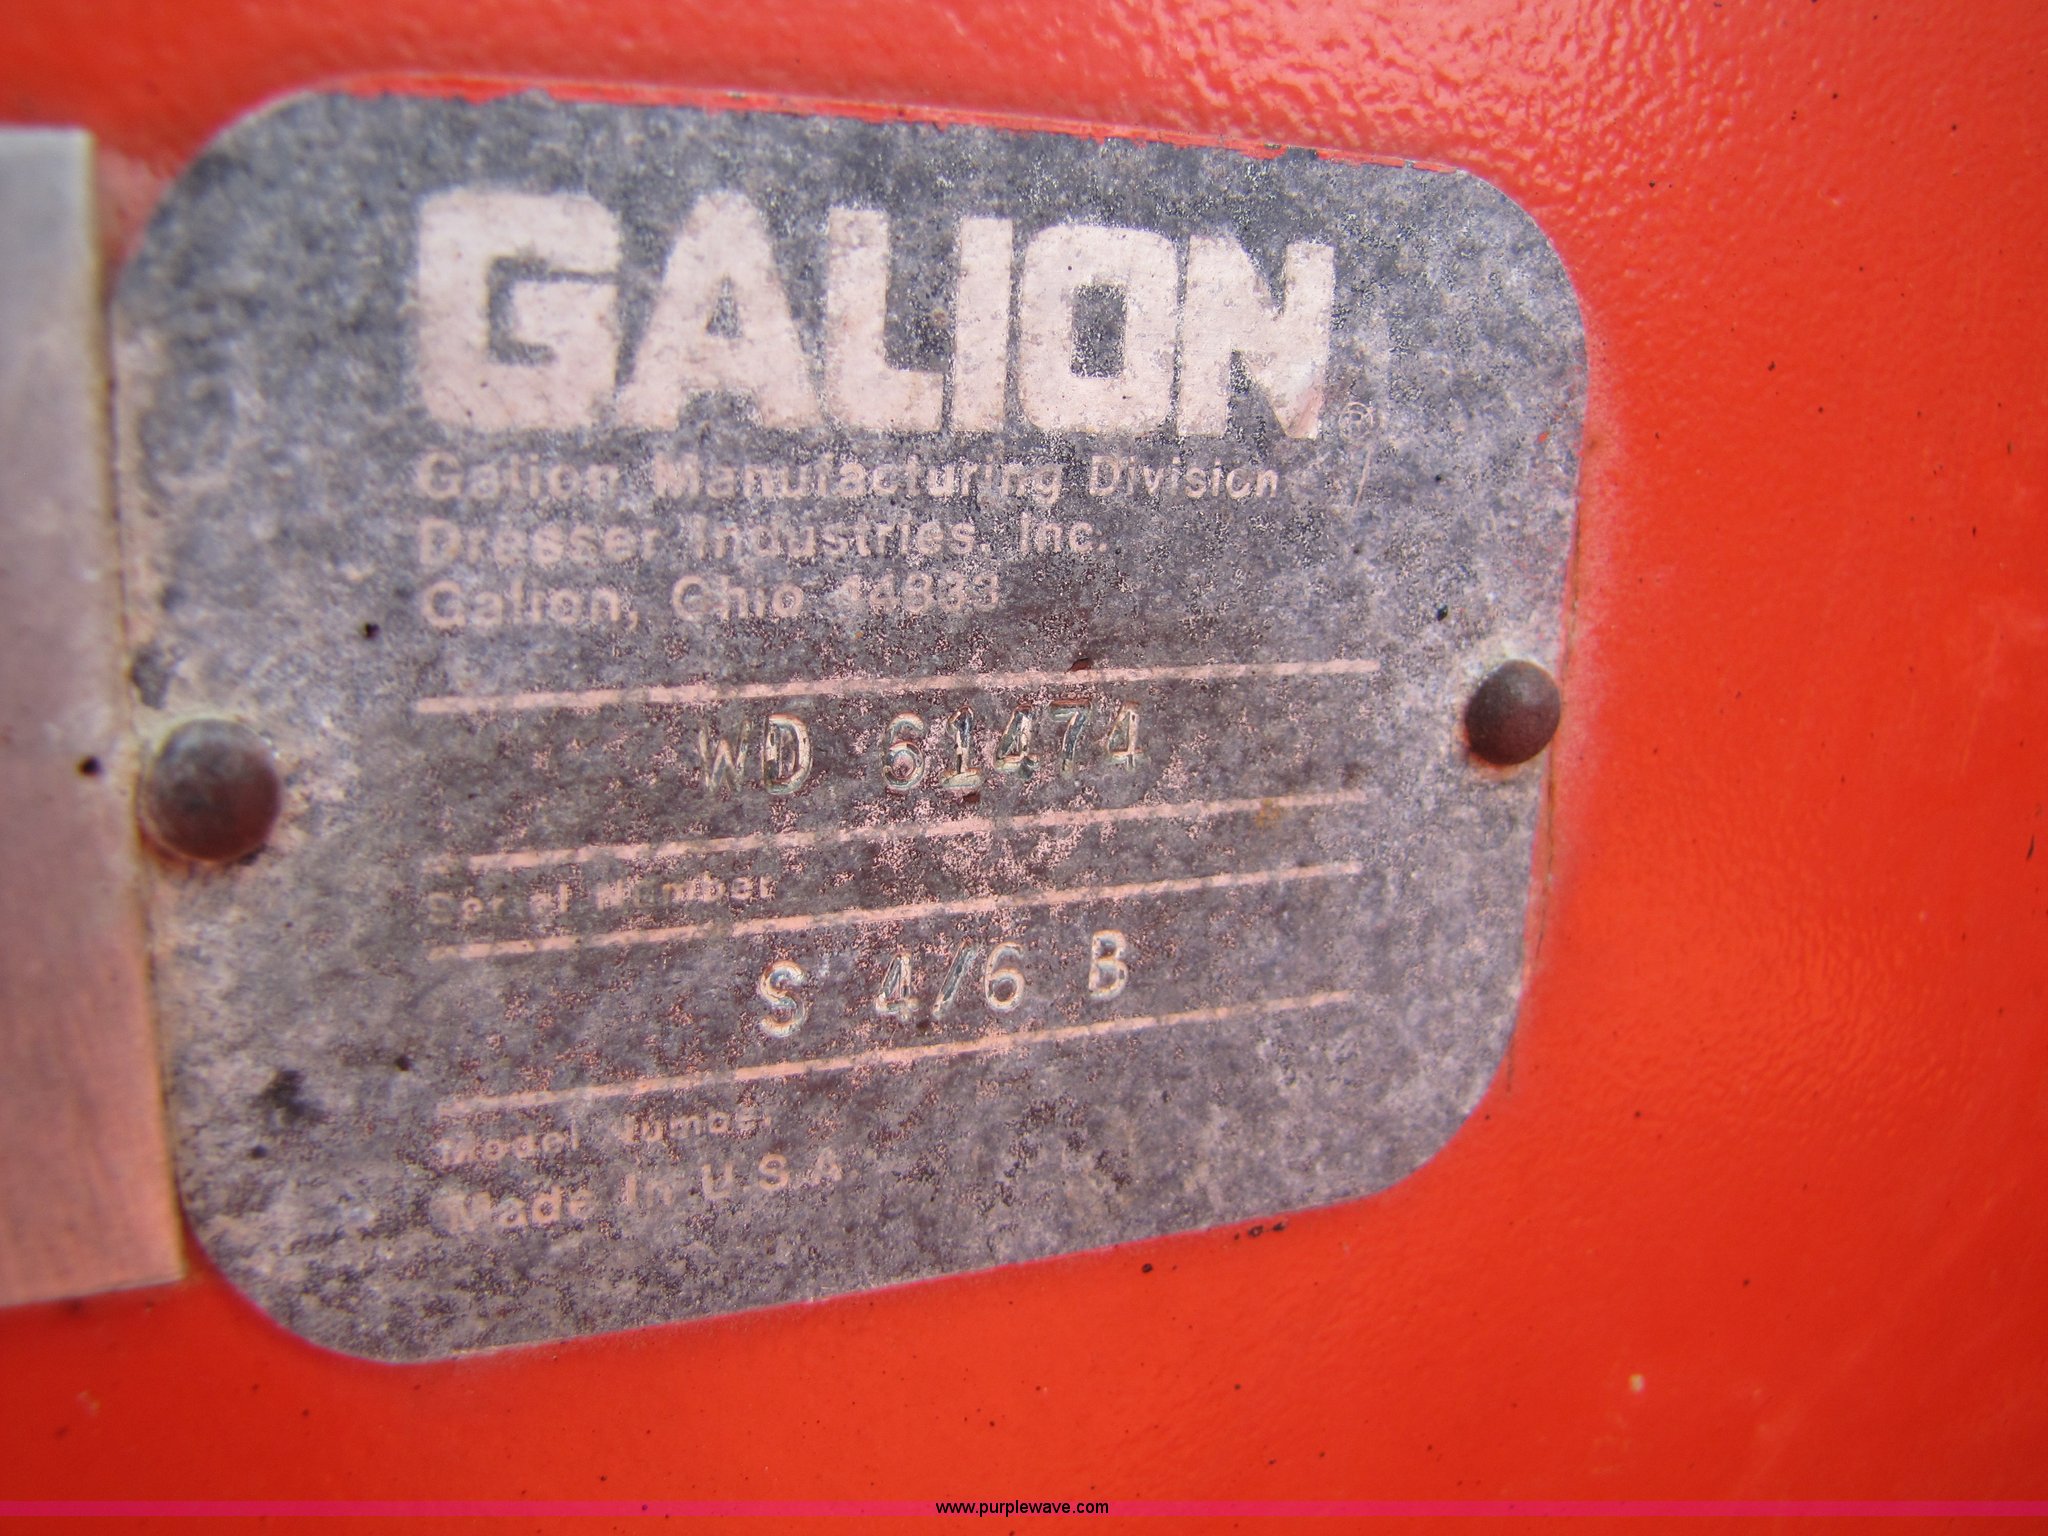 GALION®
Galion Manufacturing Division
Dresser Industries, Inc.
Galion, Ohio 44833
WD 61474
Serial Number
S 4/6 B
Model Number
Made in U.S.A
www.purplewave.com